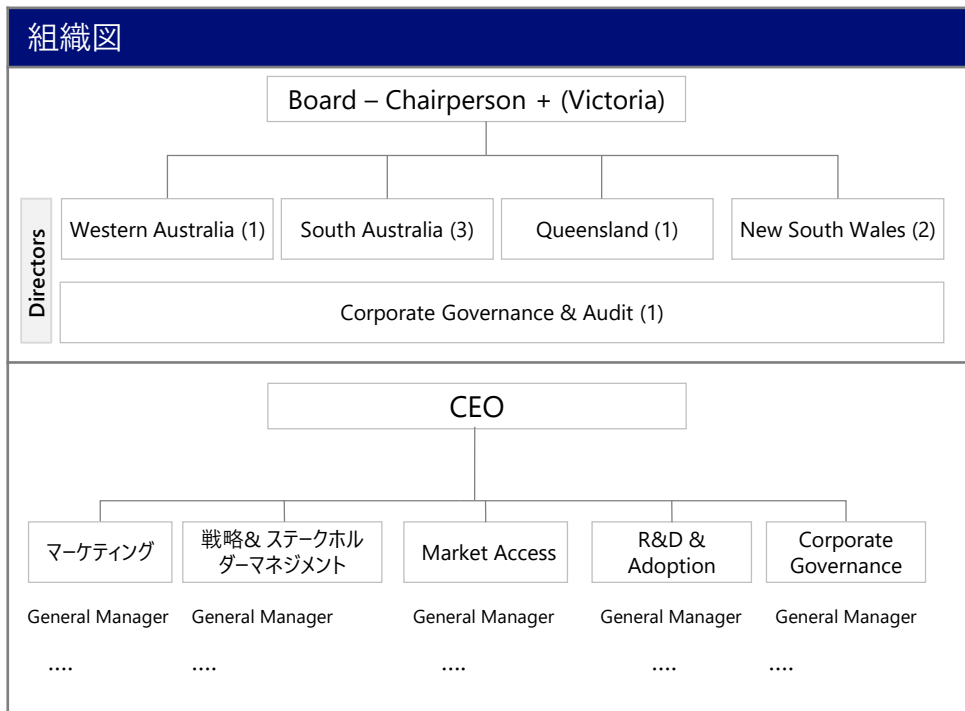 組織図
Board – Chairperson + (Victoria)
Directors
Western Australia (1)
South Australia (3)
Queensland (1)
New South Wales (2)
Corporate Governance & Audit (1)
CEO
マーケティング
戦略& ステークホル
ダーマネジメント
Market Access
R&D &
Adoption
Corporate
Governance
General Manager
General Manager
General Manager
General Manager
General Manager
....
....
....
....
....